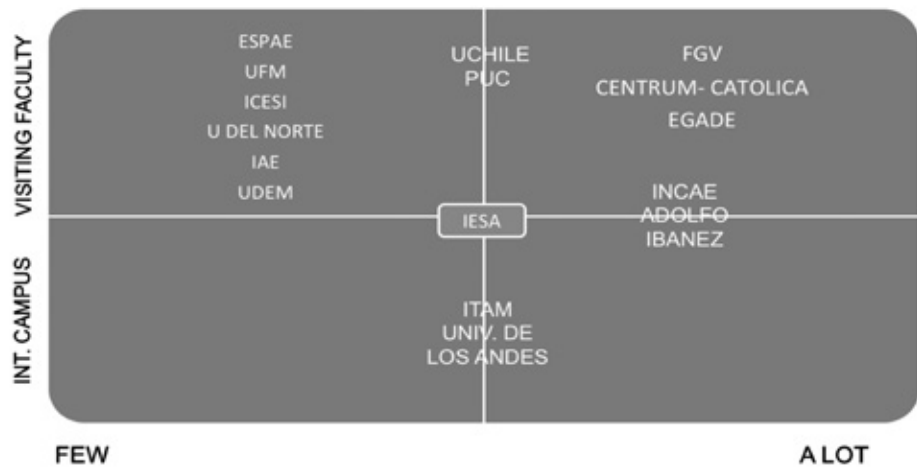 VISITING FACULTY
ESPAE
UFM
ICESI
U DEL NORTE
IAE
UDEM
UCHILE
PUC
FGV
CENTRUM- CATOLICA
EGADE
INCAE
ADOLFO
IBANEZ
IESA
INT. CAMPUS
ITAM
UNIV. DE
LOS ANDES
FEW
A LOT